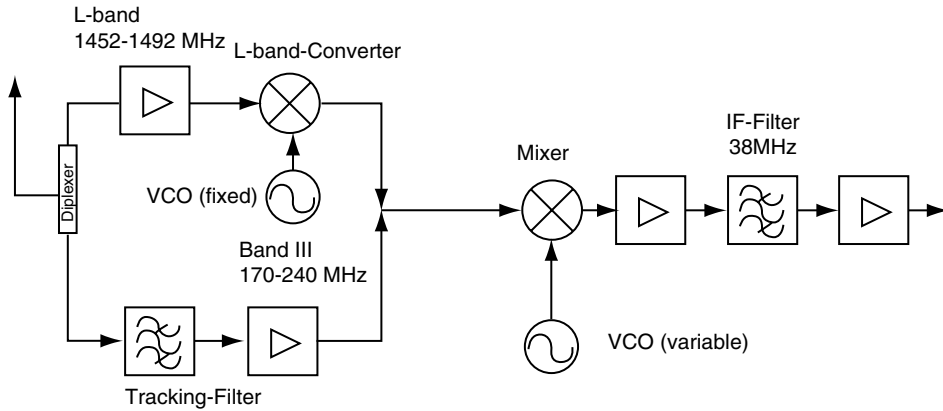 L-band
1452-1492 MHz
L-band-Converter
Diplexer
VCO (fixed)
Band III
170-240 MHz
Tracking-Filter
Mixer
VCO (variable)
IF-Filter
38MHz